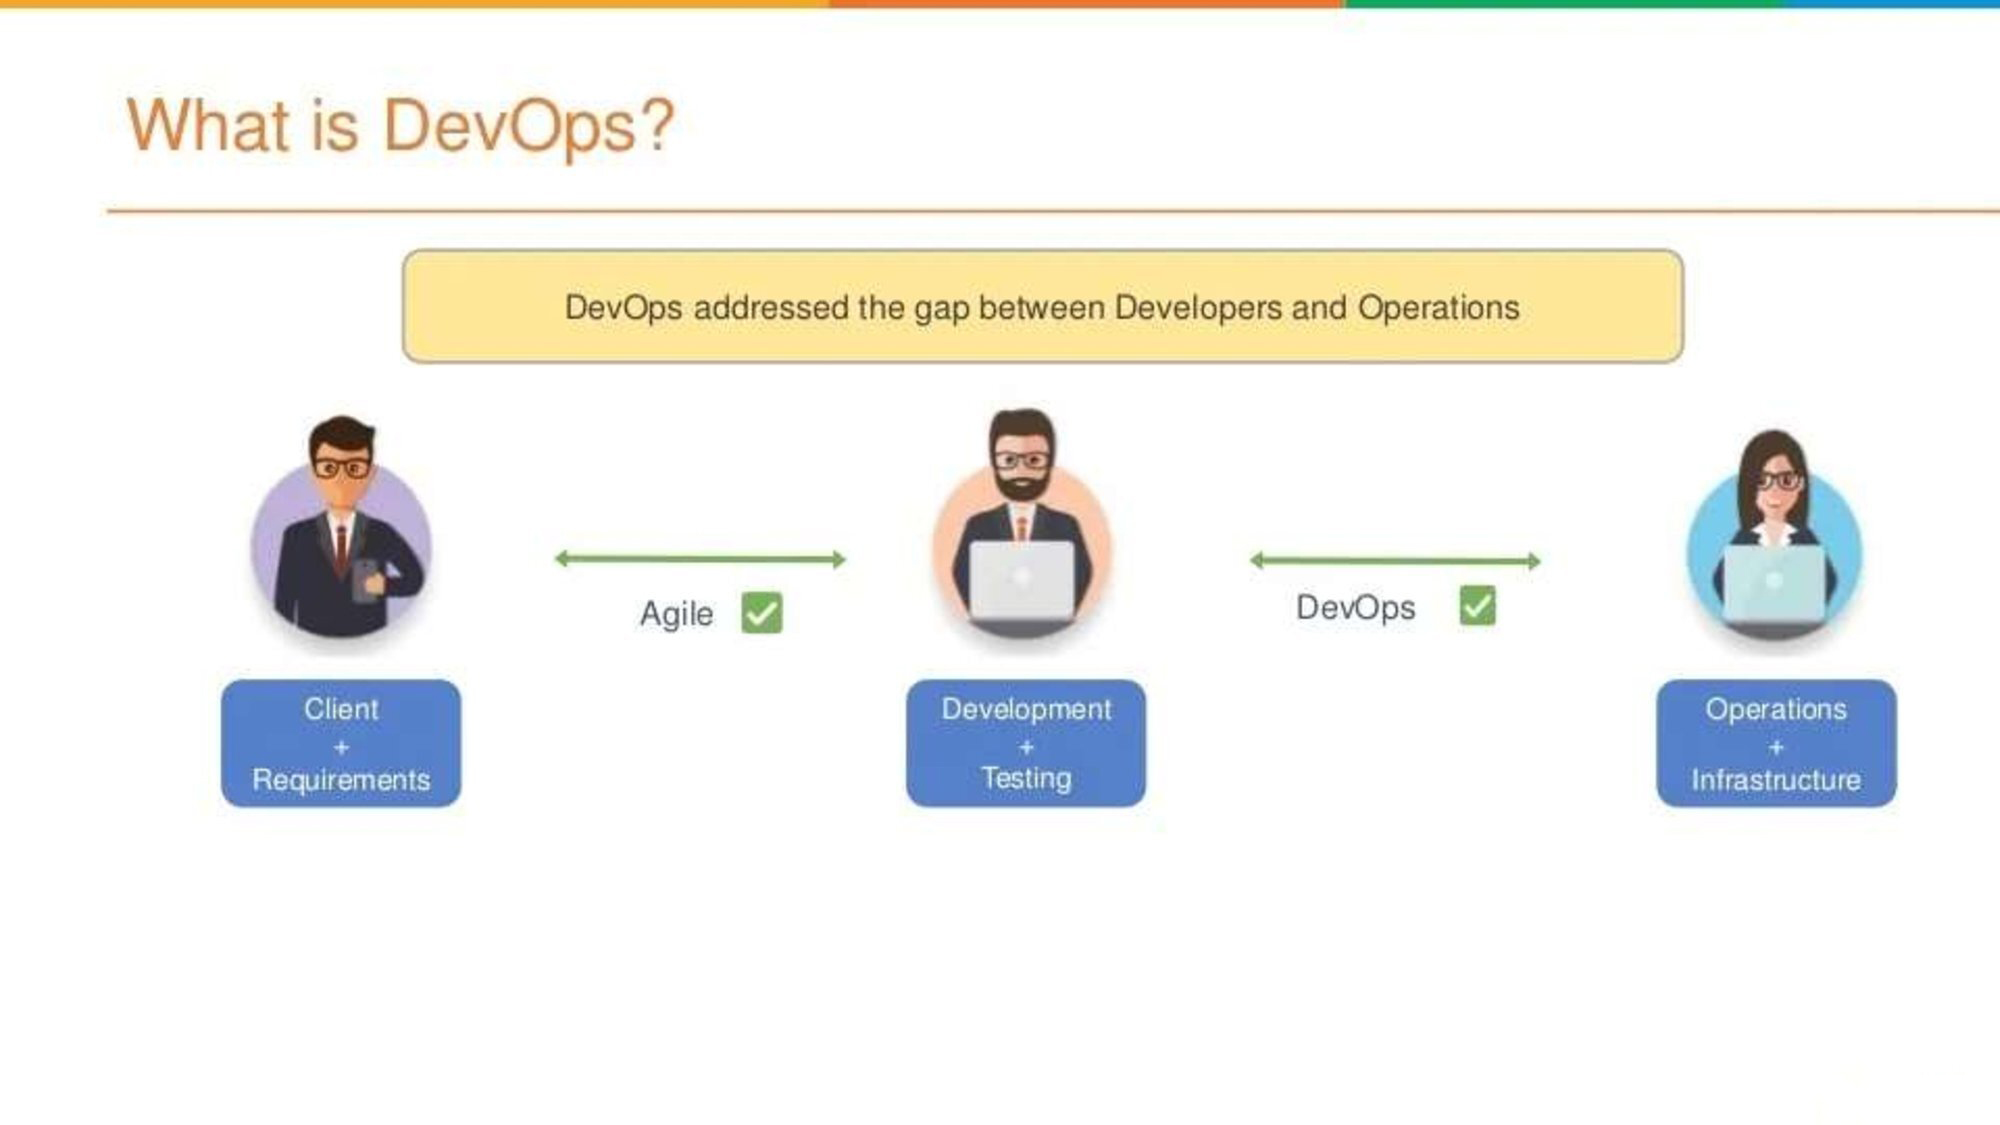 What is DevOps?
DevOps addressed the gap between Developers and Operations
Agile
DevOps
Client
+
Requirements
Development
+
Testing
Operations
+
Infrastructure